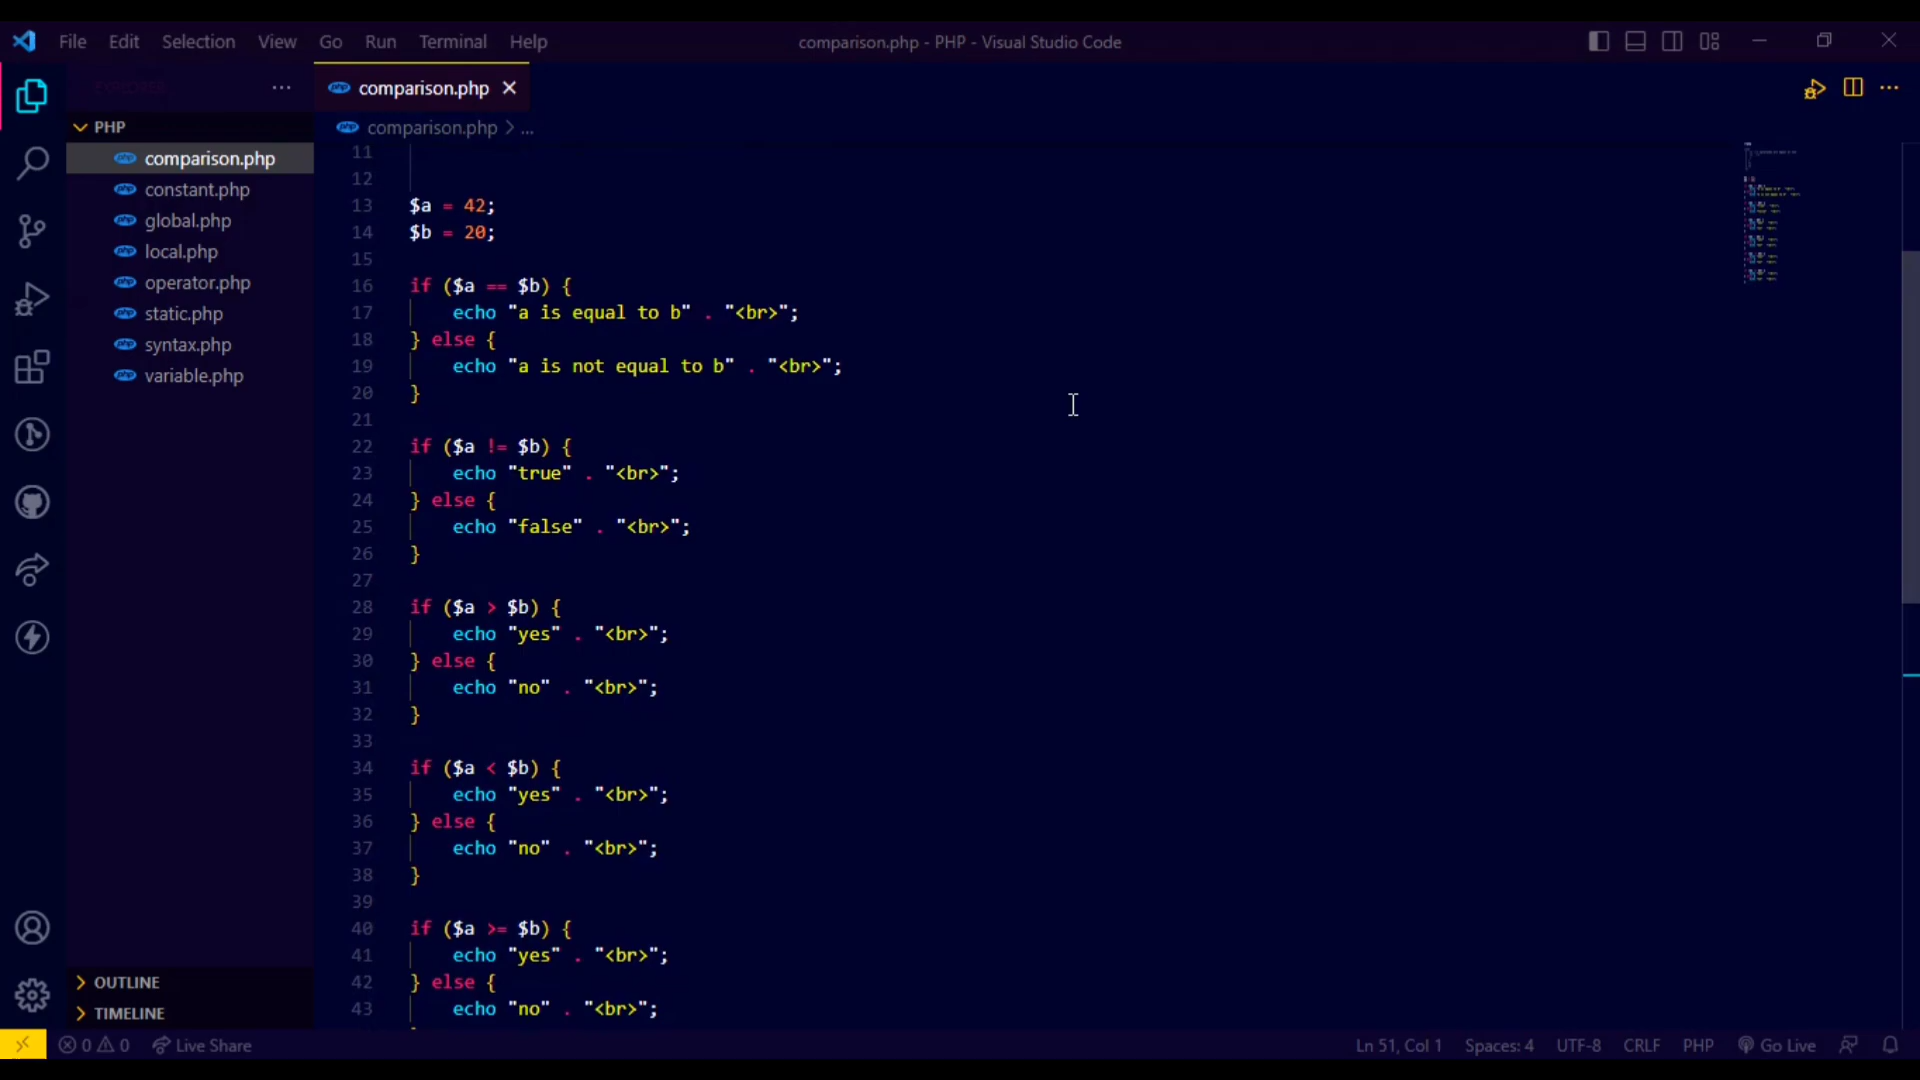 File Edit Selection View Go Run Terminal Help
comparison.php - PHP - Visual Studio Code
EXPLORER
comparison.php
PHP
comparison.php > ...
comparison.php
constant.php
global.php
local.php
operator.php
static.php
syntax.php
variable.php
OUTLINE
TIMELINE
11
12
13 $a = 42;
14 $b = 20;
15
16 if ($a == $b) {
17 echo "a is equal to b" . "<br>";
18 } else {
19 echo "a is not equal to b" . "<br>";
20 }
21
22 if ($a != $b) {
23 echo "true" . "<br>";
24 } else {
25 echo "false" . "<br>";
26 }
27
28 if ($a > $b) {
29 echo "yes" . "<br>";
30 } else {
31 echo "no" . "<br>";
32 }
33
34 if ($a < $b) {
35 echo "yes" . "<br>";
36 } else {
37 echo "no" . "<br>";
38 }
39
40 if ($a >= $b) {
41 echo "yes" . "<br>";
42 } else {
43 echo "no" . "<br>";
0 0 Live Share
Ln 51, Col 1 Spaces: 4 UTF-8 CRLF PHP Go Live